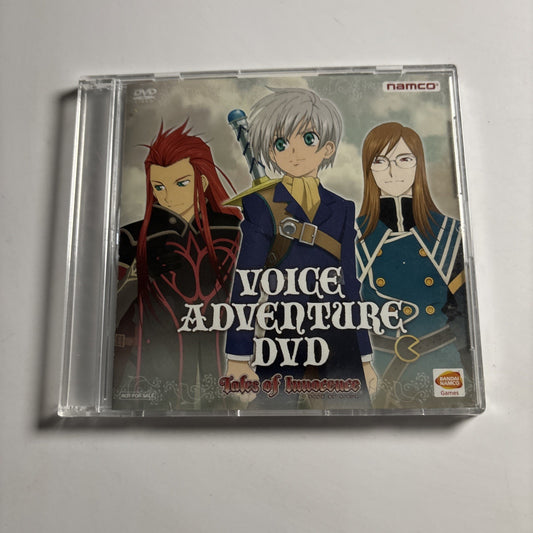 DVD
namco®
VOICE
ADVENTURE
DVD
Tales of Innocence
NOT FOR SALE
BANDAI
NAMCO
Games